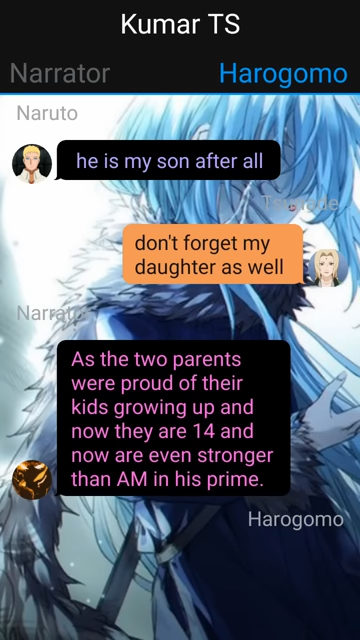 Kumar TS
Narrator
Harogomo
Naruto
he is my son after all
Tsunade
don't forget my
daughter as well
Narrator
As the two parents
were proud of their
kids growing up and
now they are 14 and
now are even stronger
than AM in his prime.
Harogomo